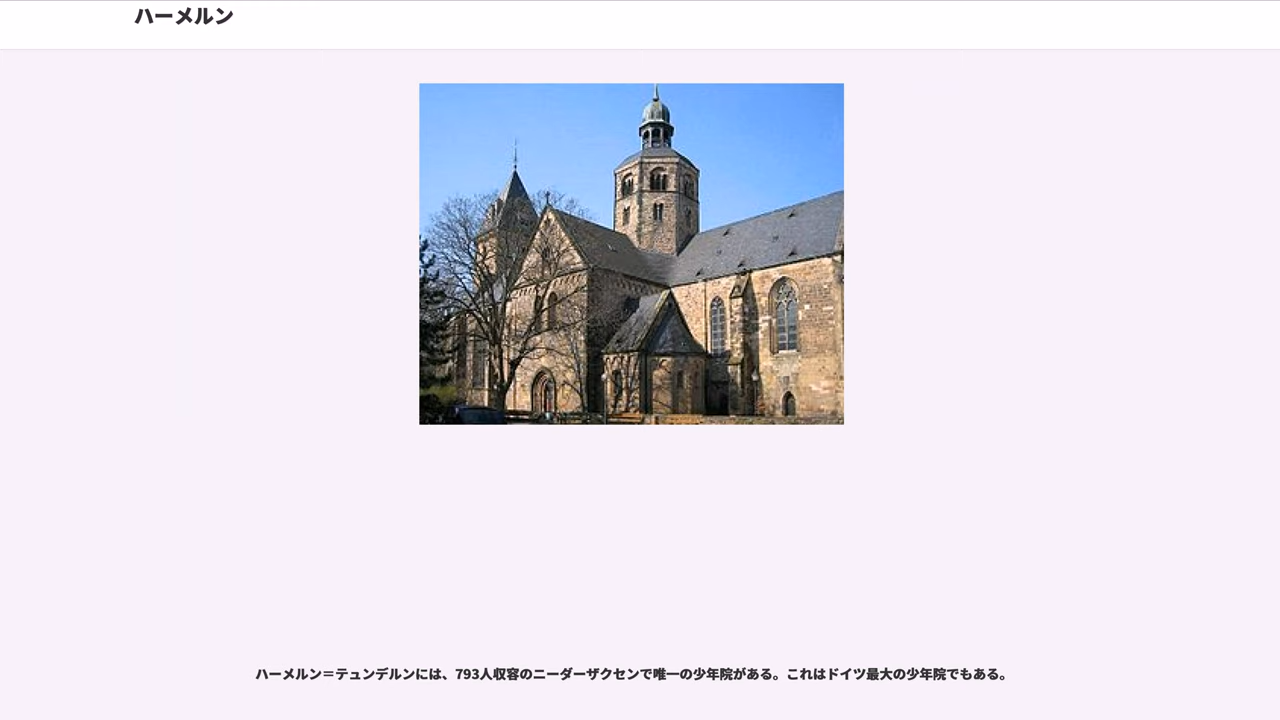 ハーメルン
ハーメルン＝テュンデルンには、793人収容のニーダーザクセンで唯一の少年院がある。これはドイツ最大の少年院でもある。